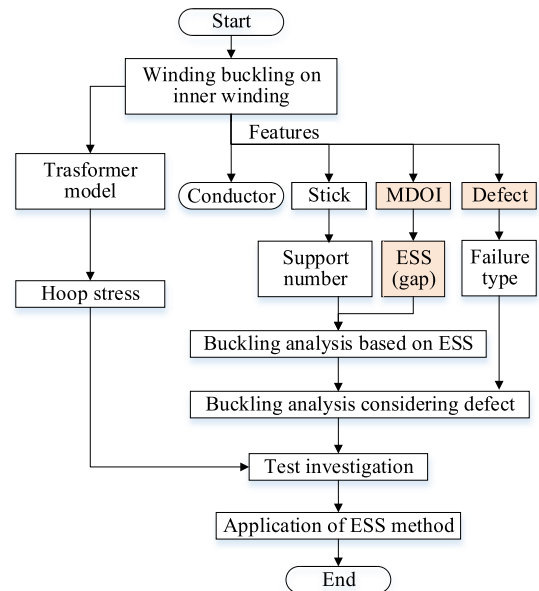 Start
Winding buckling on
inner winding
Features
Trasformer
model
Conductor
Stick
MDOI
Defect
Support
number
ESS
(gap)
Failure
type
Hoop stress
Buckling analysis based on ESS
Buckling analysis considering defect
Test investigation
Application of ESS method
End